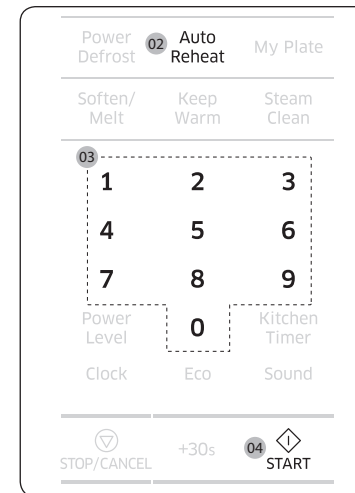 Power Defrost
02 Auto Reheat
My Plate
Soften/ Melt
Keep Warm
Steam Clean
03
1 2 3
4 5 6
7 8 9
Power Level
0
Kitchen Timer
Clock Eco Sound
STOP/CANCEL
+30s
04 START